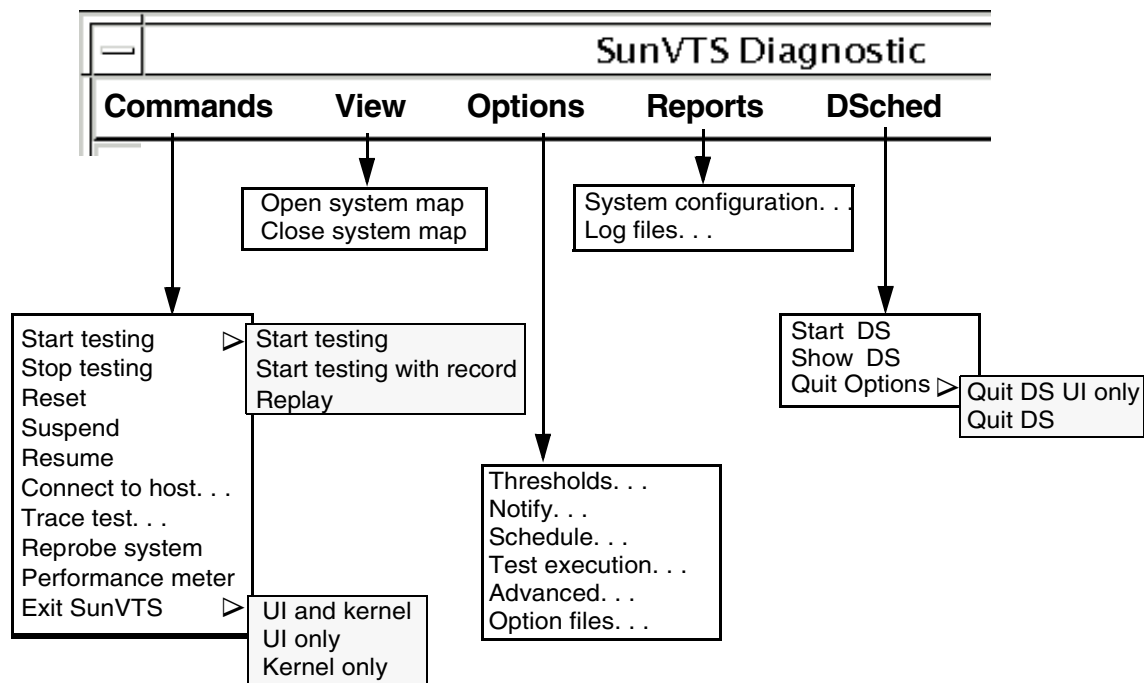 SunVTS Diagnostic
Commands View Options Reports DSched
Open system map
Close system map
System configuration. . .
Log files. . .
Start testing
Stop testing
Reset
Suspend
Resume
Connect to host. . .
Trace test. . .
Reprobe system
Performance meter
Exit SunVTS
Start testing
Start testing with record
Replay
UI and kernel
UI only
Kernel only
Thresholds. . .
Notify. . .
Schedule. . .
Test execution. . .
Advanced. . .
Option files. . .
Start DS
Show DS
Quit Options
Quit DS UI only
Quit DS